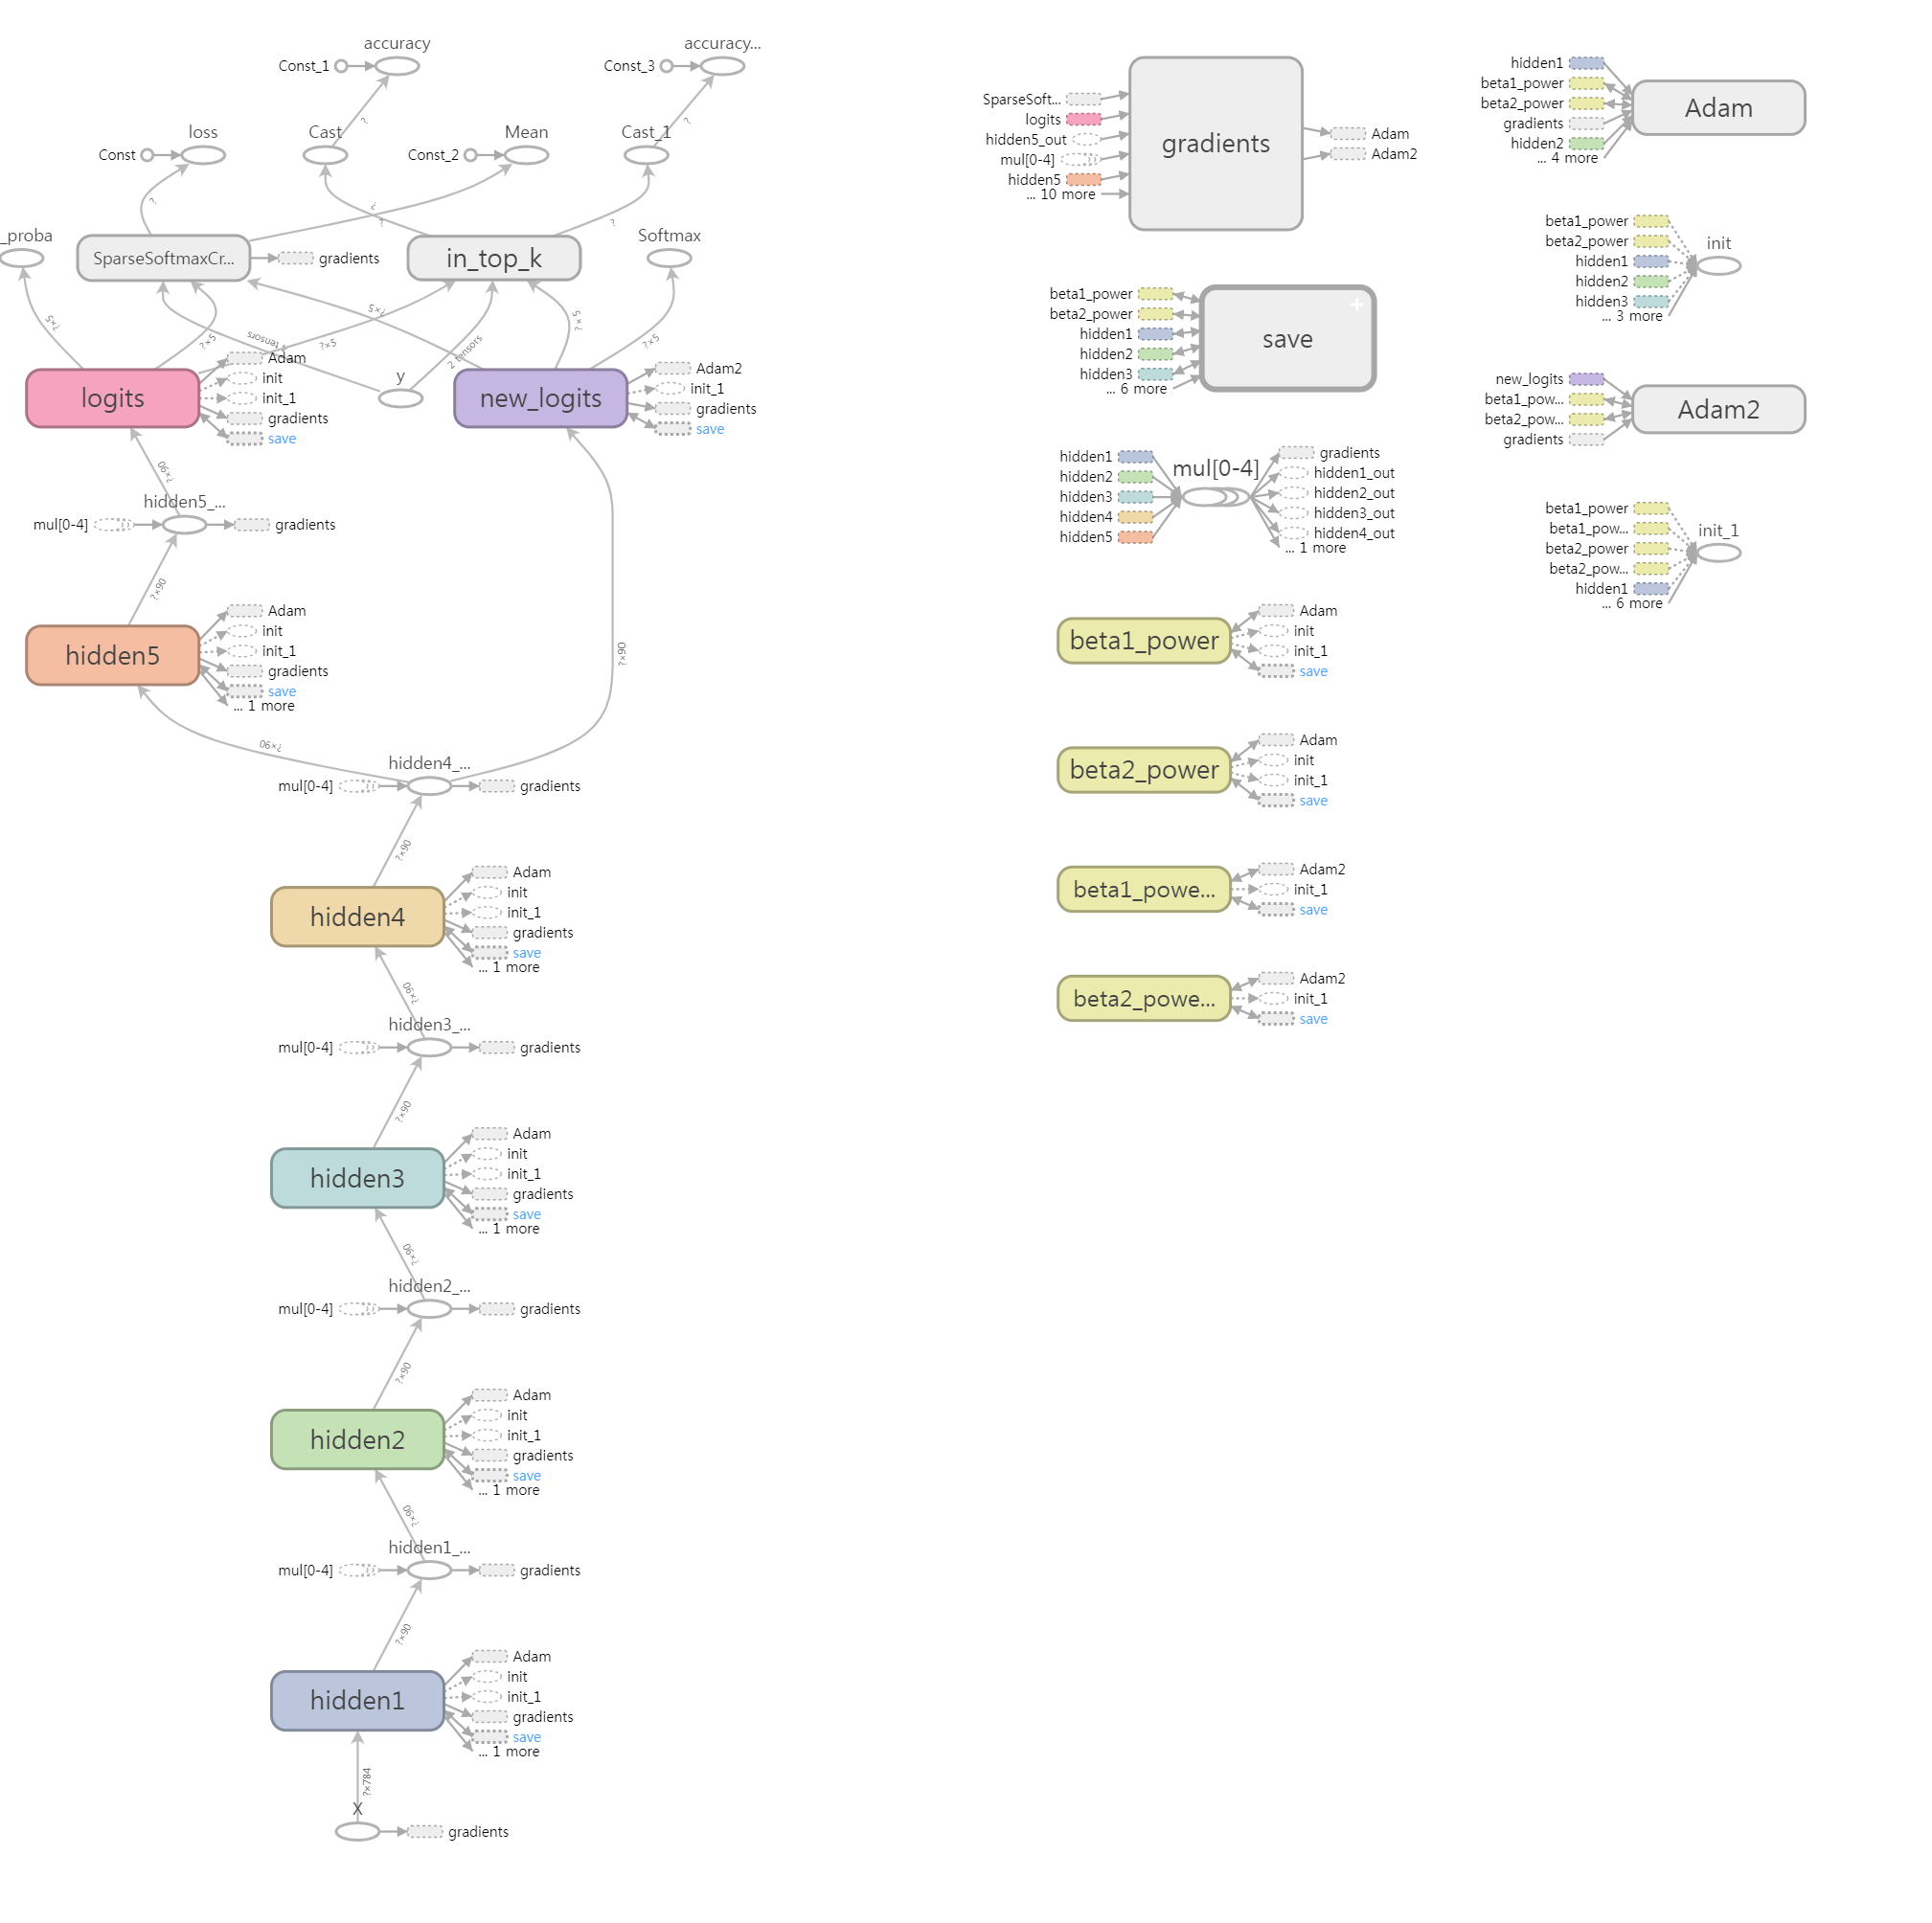 accuracy
Const_1
accuracy...
Const_3
loss
Const
Cast
?
Mean
Const_2
Cast_1
?
?
?
?
?
_proba
SparseSoftmaxCr...
gradients
in_top_k
Softmax
?×5
?×5
tensors
?×5
?×5
2 tensors
?×5
?×5
logits
Adam
init
init_1
gradients
save
y
new_logits
Adam2
init_1
gradients
save
?×90
hidden5_...
mul[0-4]
gradients
?×90
hidden5
Adam
init
init_1
gradients
save
... 1 more
?×90
?×90
hidden4_...
mul[0-4]
gradients
?×90
hidden4
Adam
init
init_1
gradients
save
... 1 more
?×90
hidden3_...
mul[0-4]
gradients
?×90
hidden3
Adam
init
init_1
gradients
save
... 1 more
?×90
hidden2_...
mul[0-4]
gradients
?×90
hidden2
Adam
init
init_1
gradients
save
... 1 more
?×90
hidden1_...
mul[0-4]
gradients
?×90
hidden1
Adam
init
init_1
gradients
save
... 1 more
?×784
X
gradients
SparseSoft...
logits
hidden5_out
mul[0-4]
hidden5
... 10 more
gradients
Adam
Adam2
beta1_power
beta2_power
hidden1
hidden2
hidden3
... 6 more
save
+
hidden1
hidden2
hidden3
hidden4
hidden5
mul[0-4]
gradients
hidden1_out
hidden2_out
hidden3_out
hidden4_out
... 1 more
beta1_power
Adam
init
init_1
save
beta2_power
Adam
init
init_1
save
beta1_powe...
Adam2
init_1
save
beta2_powe...
Adam2
init_1
save
hidden1
beta1_power
beta2_power
gradients
hidden2
... 4 more
Adam
beta1_power
beta2_power
hidden1
hidden2
hidden3
... 3 more
init
new_logits
beta1_pow...
beta2_pow...
gradients
Adam2
beta1_power
beta1_pow...
beta2_power
beta2_pow...
hidden1
... 6 more
init_1